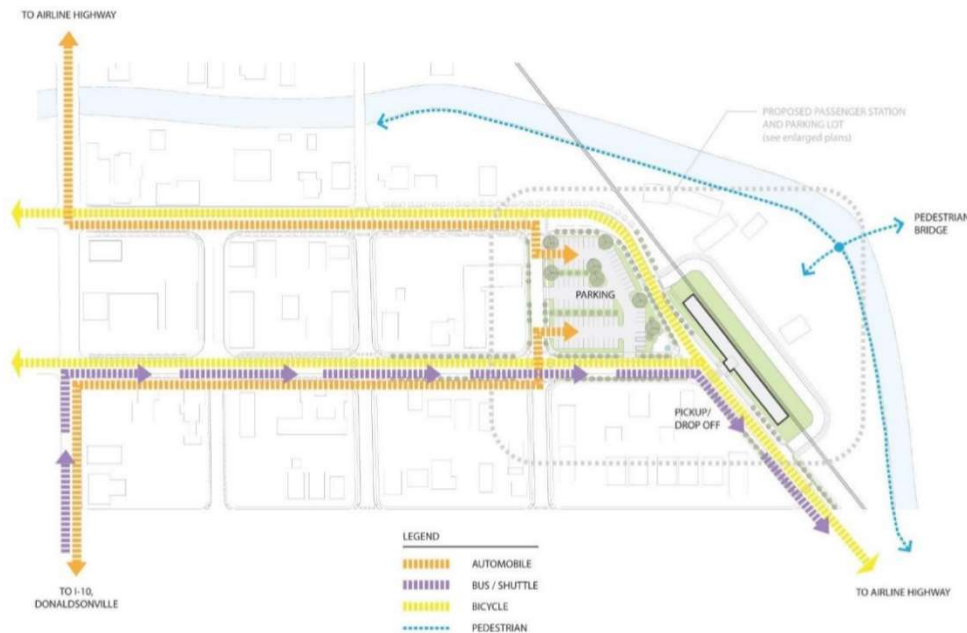 TO AIRLINE HIGHWAY
PROPOSED PASSENGER STATION
AND PARKING LOT
(see enlarged plans)
PEDESTRIAN
BRIDGE
PARKING
PICKUP/
DROP OFF
LEGEND
AUTOMOBILE
BUS / SHUTTLE
BICYCLE
PEDESTRIAN
TO I-10,
DONALDSONVILLE
TO AIRLINE HIGHWAY